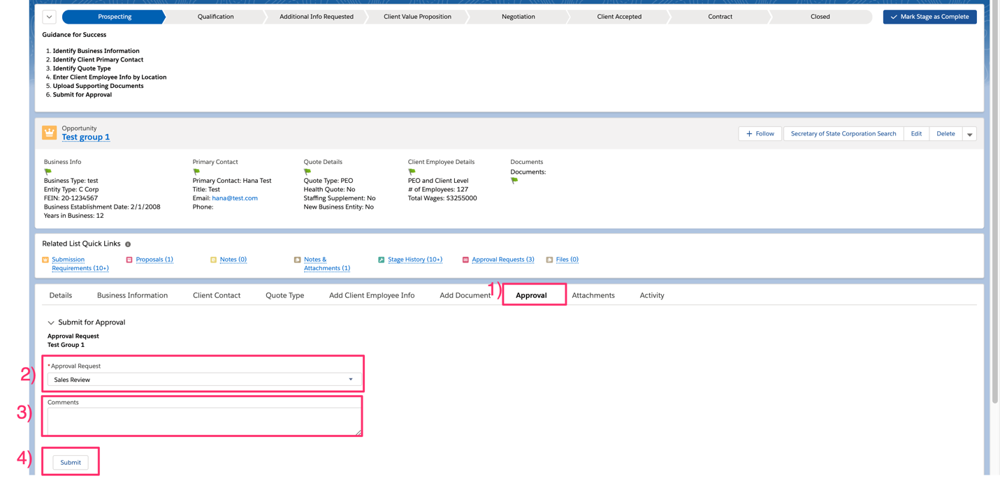 Prospecting
Qualification
Additional Info Requested
Client Value Proposition
Negotiation
Client Accepted
Contract
Closed
Mark Stage as Complete
Guidance for Success
1. Identify Business Information
2. Identify Client Primary Contact
3. Identify Quote Type
4. Enter Client Employee Info by Location
5. Upload Supporting Documents
6. Submit for Approval
Opportunity
Test group 1
+ Follow
Secretary of State Corporation Search
Edit
Delete
Business Info
Business Type: test
Entity Type: C Corp
FEIN: 20-1234567
Business Establishment Date: 2/1/2008
Years in Business: 12
Primary Contact
Primary Contact: Hana Test
Title: Test
Email: hana@test.com
Phone:
Quote Details
Quote Type: PEO
Health Quote: No
Staffing Supplement: No
New Business Entity: No
Client Employee Details
PEO and Client Level
# of Employees: 127
Total Wages: $3255000
Documents
Documents:
Related List Quick Links
Submission
Requirements (10+)
Proposals (1)
Notes (0)
Notes &
Attachments (1)
Stage History (10+)
Approval Requests (3)
Files (0)
Details
Business Information
Client Contact
Quote Type
Add Client Employee Info
Add Document
1)
Approval
Attachments
Activity
Submit for Approval
Approval Request
Test Group 1
2)
*Approval Request
Sales Review
3)
Comments
4)
Submit